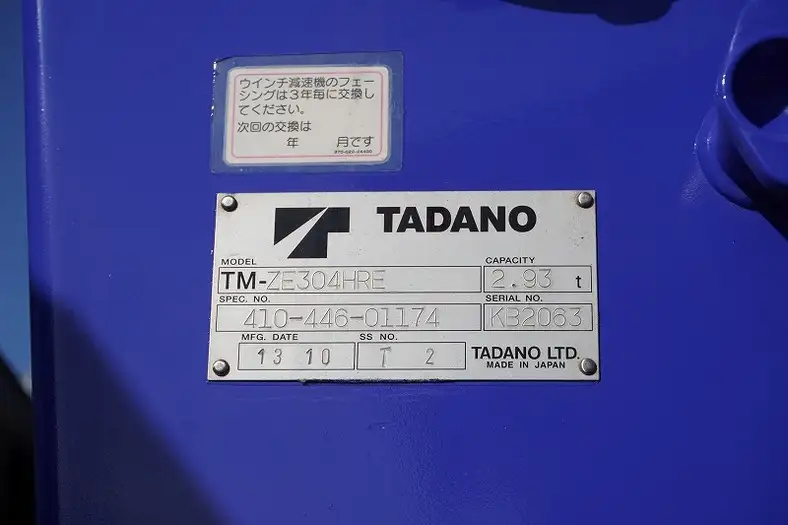 ウインチ減速機のフェー
シングは3年毎に交換し
てください。
次回の交換は
年 月です
TADANO
MODEL CAPACITY
TM-ZE304HRE 2.93 t
SPEC. NO. SERIAL NO.
410-446-01174 KB2063
MFG. DATE SS NO.
13 10 T 2 TADANO LTD.
MADE IN JAPAN